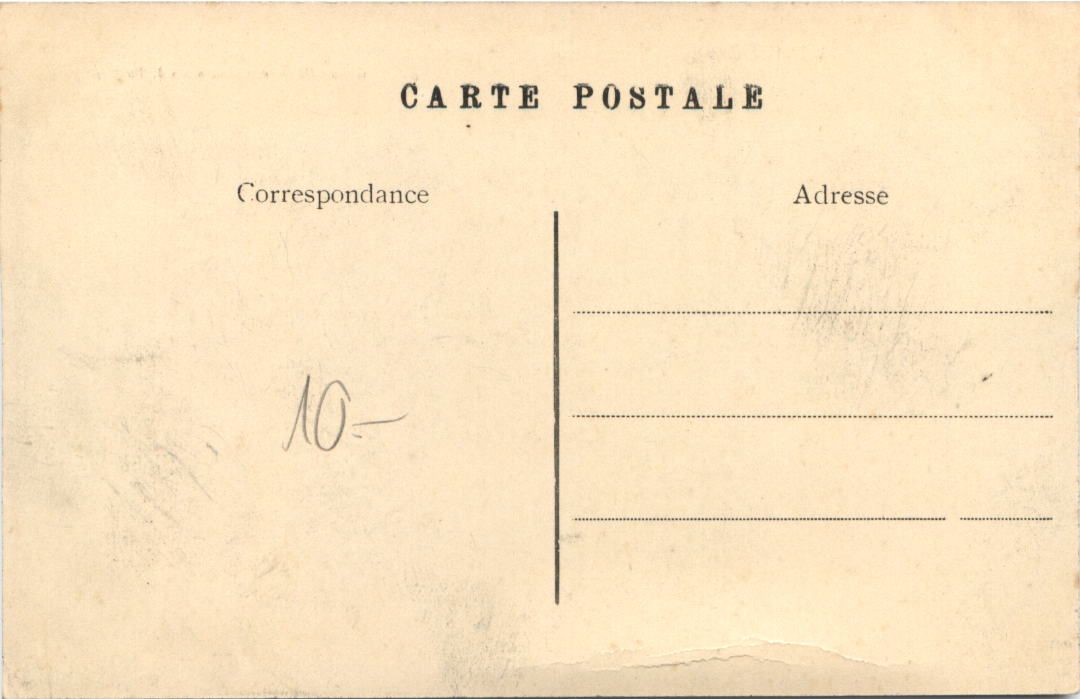 CARTE POSTALE
Correspondance
Adresse
10.-